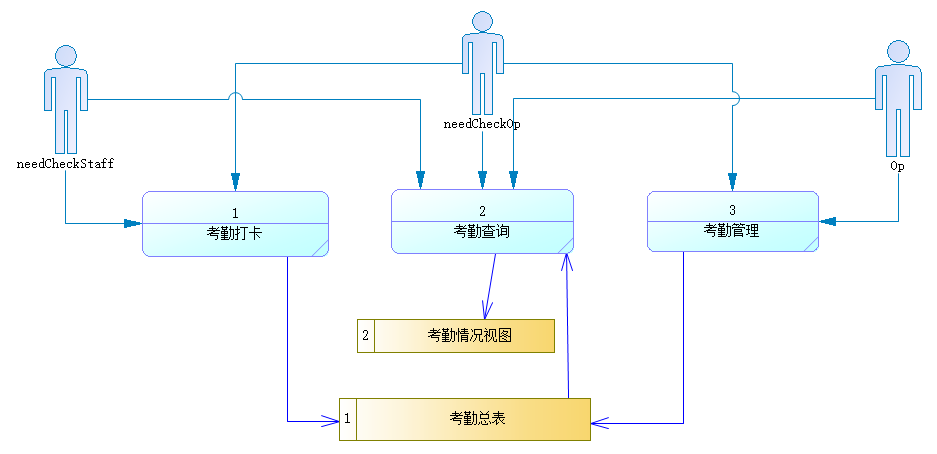 needCheckOp
needCheckStaff
Op
1
考勤打卡
2
考勤查询
3
考勤管理
2
考勤情况视图
1
考勤总表